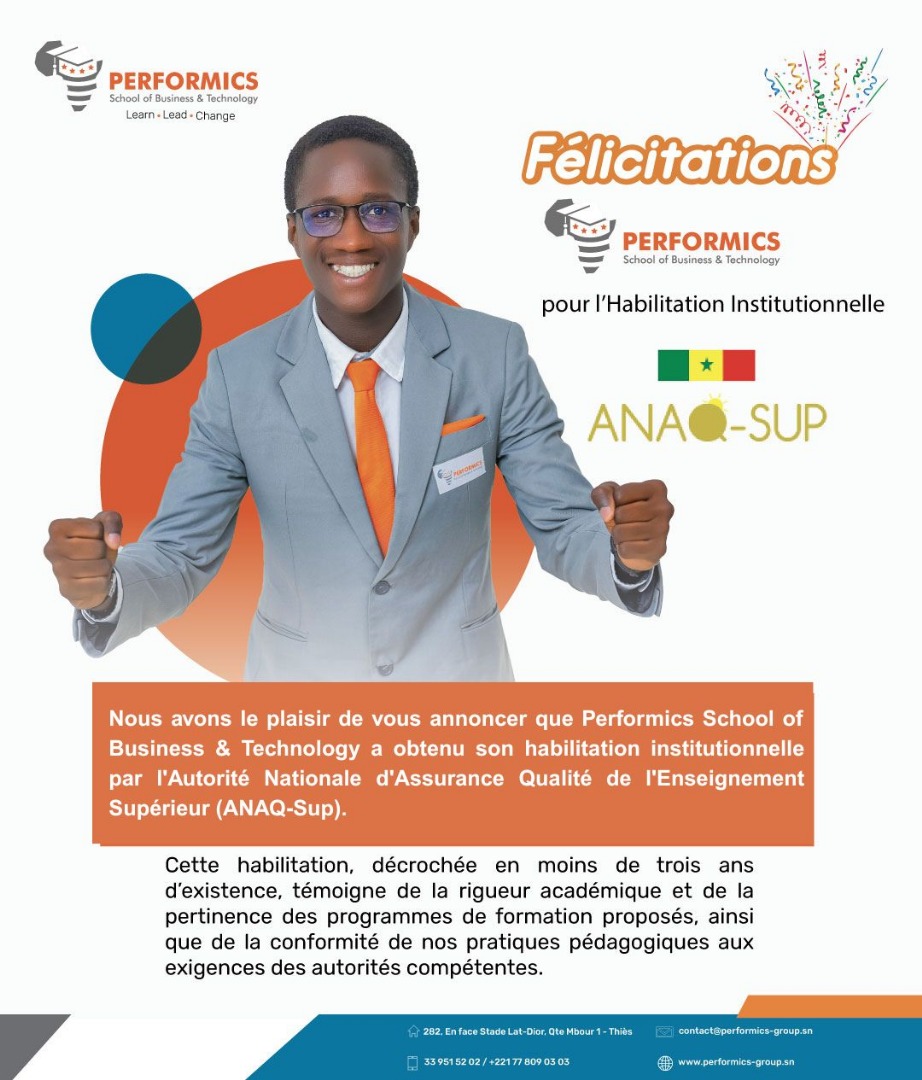 PERFORMICS
School of Business & Technology
Learn • Lead • Change
Félicitations
PERFORMICS
School of Business & Technology
pour l'Habilitation Institutionnelle
ANAQ-SUP
PERFORMICS
Nous avons le plaisir de vous annoncer que Performics School of
Business & Technology a obtenu son habilitation institutionnelle
par l'Autorité Nationale d'Assurance Qualité de l'Enseignement
Supérieur (ANAQ-Sup).
Cette habilitation, décrochée en moins de trois ans
d'existence, témoigne de la rigueur académique et de la
pertinence des programmes de formation proposés, ainsi
que de la conformité de nos pratiques pédagogiques aux
exigences des autorités compétentes.
282, En face Stade Lat-Dior, Qte Mbour 1 - Thiès
contact@performics-group.sn
33 951 52 02 / +221 77 809 03 03
www.performics-group.sn